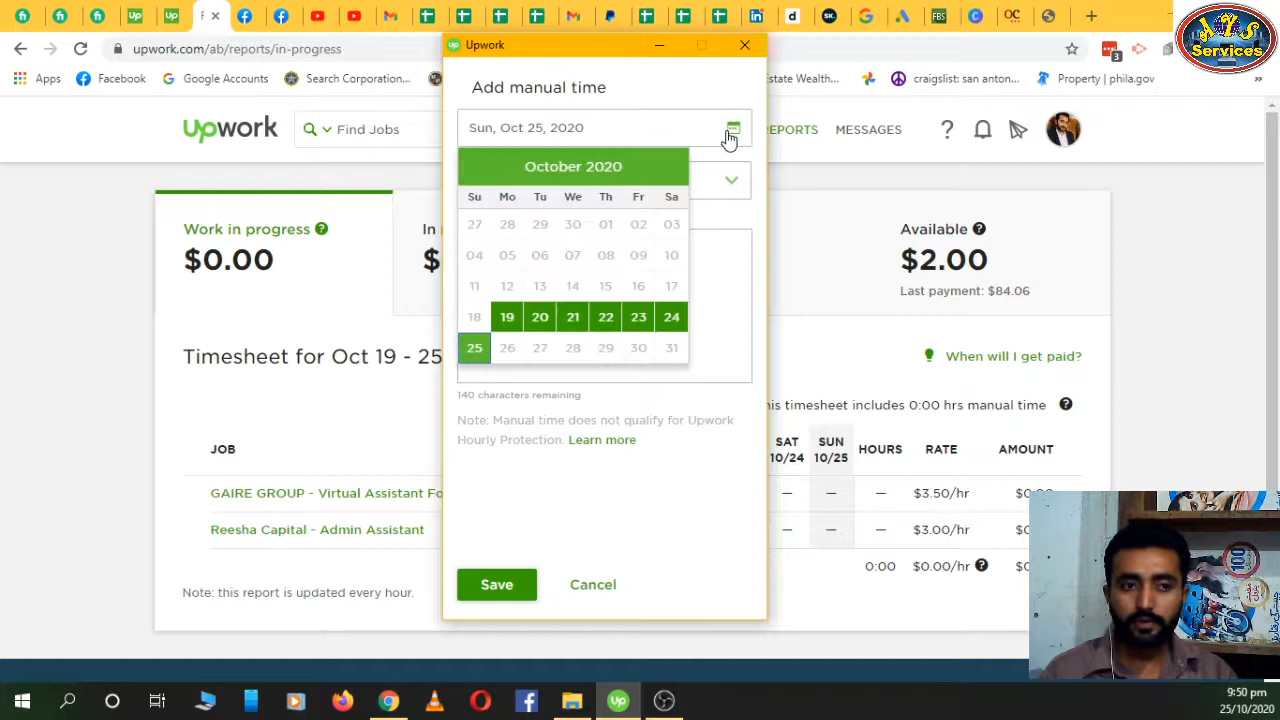 Upwork
upwork.com/ab/reports/in-progress
3
Apps
Facebook
Google Accounts
Search Corporation...
Estate Wealth...
craigslist: san anton...
Property | phila.gov
»
AZS
Services
upwork
Find Jobs
REPORTS
MESSAGES
Add manual time
Sun, Oct 25, 2020
October 2020
Su Mo Tu We Th Fr Sa
27 28 29 30 01 02 03
04 05 06 07 08 09 10
11 12 13 14 15 16 17
18 19 20 21 22 23 24
25 26 27 28 29 30 31
140 characters remaining
Note: Manual time does not qualify for Upwork
Hourly Protection. Learn more
Save
Cancel
Work in progress
$0.00
In
$
Available
$2.00
Last payment: $84.06
Timesheet for Oct 19 - 25
When will I get paid?
his timesheet includes 0:00 hrs manual time
JOB
SAT
10/24
SUN
10/25
HOURS
RATE
AMOUNT
GAIRE GROUP - Virtual Assistant Fo
— — — $3.50/hr
Reesha Capital - Admin Assistant
— — — $3.00/hr
0:00 $0.00/hr
Note: this report is updated every hour.
9:50 pm
25/10/2020